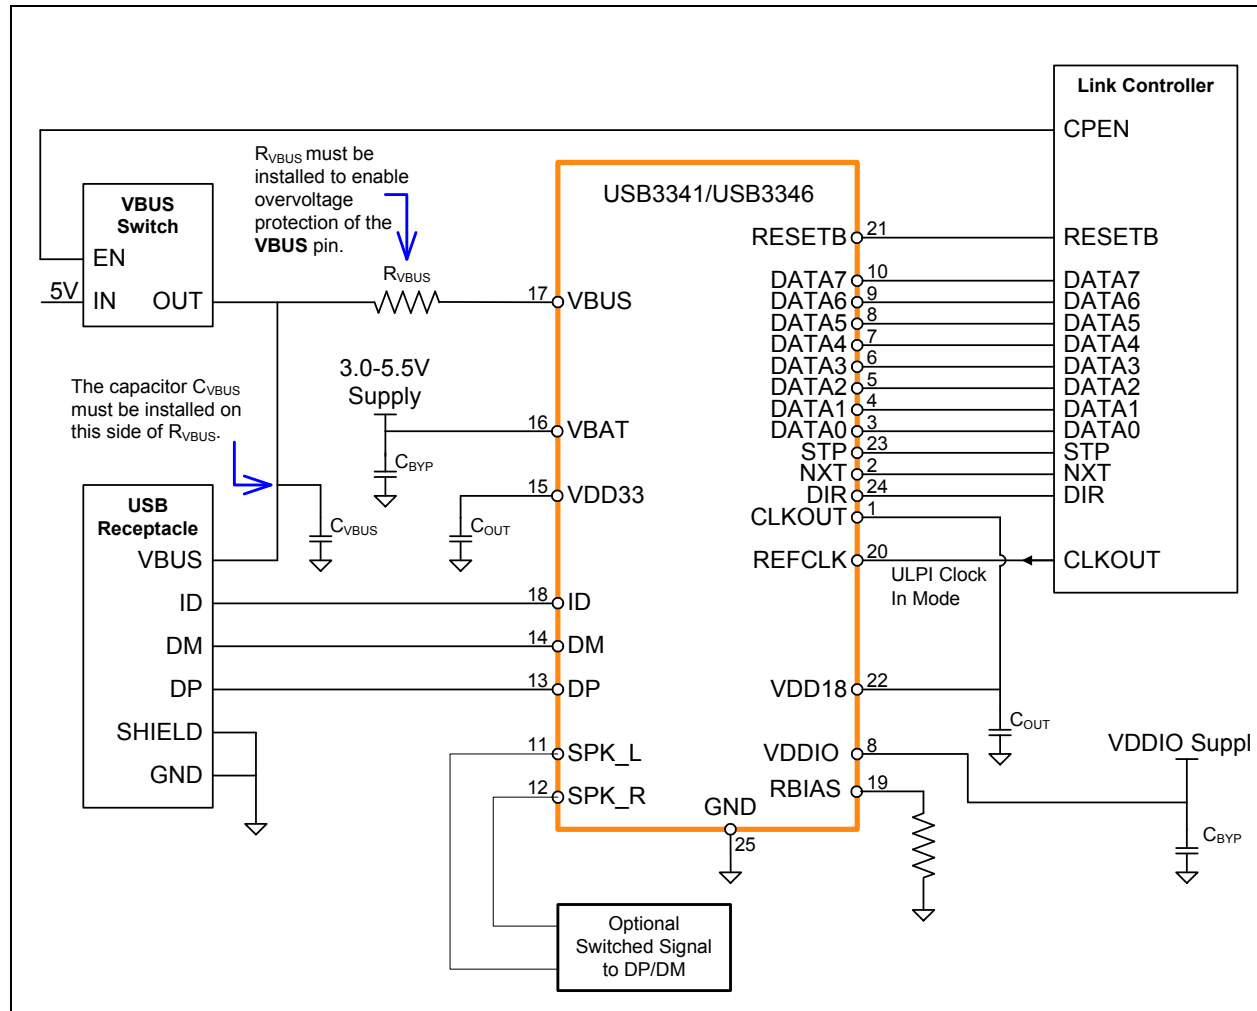 Link Controller
CPEN
RVBUS must be
installed to enable
overvoltage
protection of the
VBUS pin.
USB3341/USB3346
VBUS
Switch
EN
5V
IN
OUT
RVBUS
17
VBUS
RESETB
21
RESETB
DATA7
10
DATA7
DATA6
9
DATA6
DATA5
8
DATA5
DATA4
7
DATA4
DATA3
6
DATA3
DATA2
5
DATA2
DATA1
4
DATA1
DATA0
3
DATA0
STP
23
STP
NXT
2
NXT
DIR
24
DIR
CLKOUT
1
REFCLK
20
CLKOUT
ULPI Clock
In Mode
3.0-5.5V
Supply
The capacitor CVBUS
must be installed on
this side of RVBUS.
16
VBAT
CBYP
15
VDD33
COUT
CVBUS
USB
Receptacle
VBUS
ID
18
ID
DM
14
DM
DP
13
DP
SHIELD
GND
VDD18
22
COUT
11
SPK_L
VDDIO
8
VDDIO Suppl
12
SPK_R
RBIAS
19
GND
25
CBYP
Optional
Switched Signal
to DP/DM